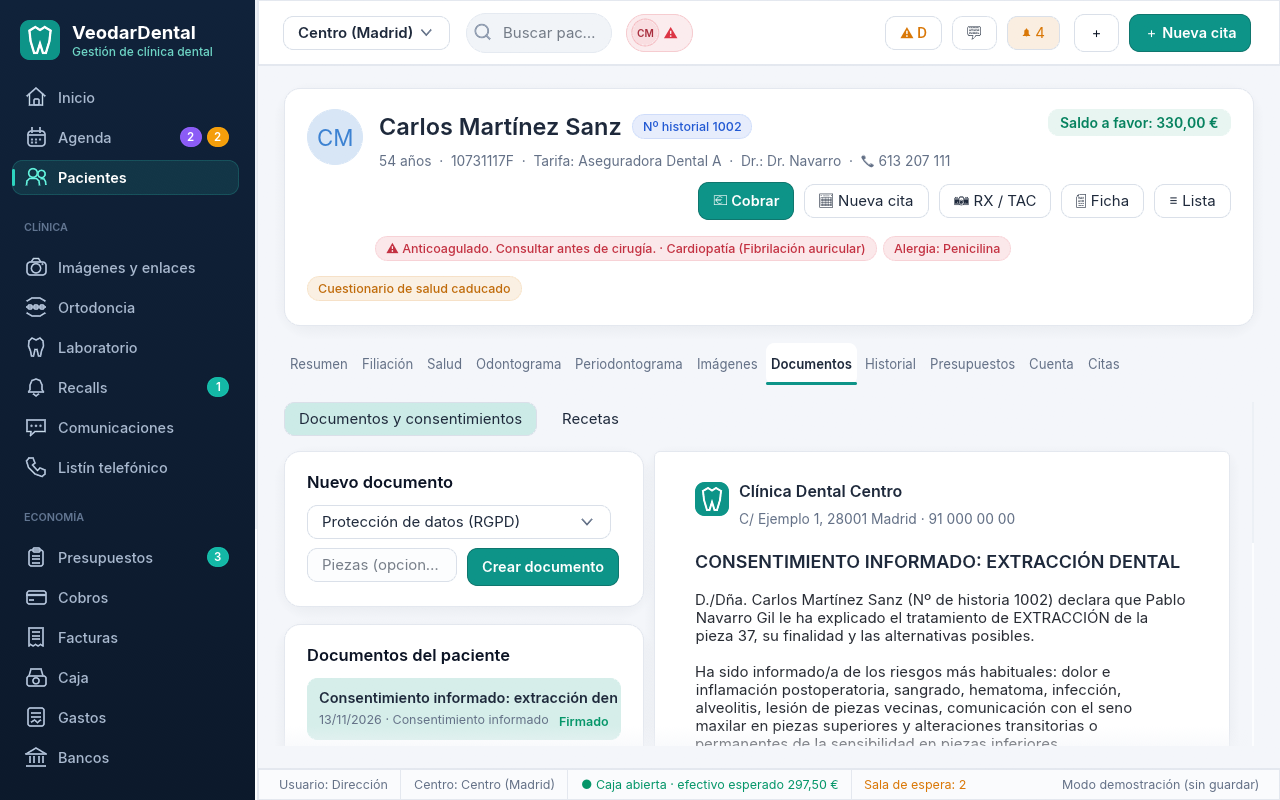 VeodarDental
Gestión de clínica dental
Inicio
Agenda 2 2
Pacientes
CLÍNICA
Imágenes y enlaces
Ortodoncia
Laboratorio
Recalls 1
Comunicaciones
Listín telefónico
ECONOMÍA
Presupuestos 3
Cobros
Facturas
Caja
Gastos
Bancos
Centro (Madrid)
Buscar pac...
CM
D
4
+
+ Nueva cita
CM
Carlos Martínez Sanz
Nº historial 1002
Saldo a favor: 330,00 €
54 años · 10731117F · Tarifa: Aseguradora Dental A · Dr.: Dr. Navarro · 613 207 111
Cobrar
Nueva cita
RX / TAC
Ficha
≡ Lista
Anticoagulado. Consultar antes de cirugía. · Cardiopatía (Fibrilación auricular)
Alergia: Penicilina
Cuestionario de salud caducado
Resumen
Filiación
Salud
Odontograma
Periodontograma
Imágenes
Documentos
Historial
Presupuestos
Cuenta
Citas
Documentos y consentimientos
Recetas
Nuevo documento
Protección de datos (RGPD)
Piezas (opcion...
Crear documento
Documentos del paciente
Consentimiento informado: extracción den
13/11/2026 · Consentimiento informado
Firmado
Clínica Dental Centro
C/ Ejemplo 1, 28001 Madrid · 91 000 00 00
CONSENTIMIENTO INFORMADO: EXTRACCIÓN DENTAL
D./Dña. Carlos Martínez Sanz (Nº de historia 1002) declara que Pablo
Navarro Gil le ha explicado el tratamiento de EXTRACCIÓN de la
pieza 37, su finalidad y las alternativas posibles.
Ha sido informado/a de los riesgos más habituales: dolor e
inflamación postoperatoria, sangrado, hematoma, infección,
alveolitis, lesión de piezas vecinas, comunicación con el seno
maxilar en piezas superiores y alteraciones transitorias o
permanentes de la sensibilidad en piezas inferiores.
Usuario: Dirección
Centro: Centro (Madrid)
● Caja abierta · efectivo esperado 297,50 €
Sala de espera: 2
Modo demostración (sin guardar)